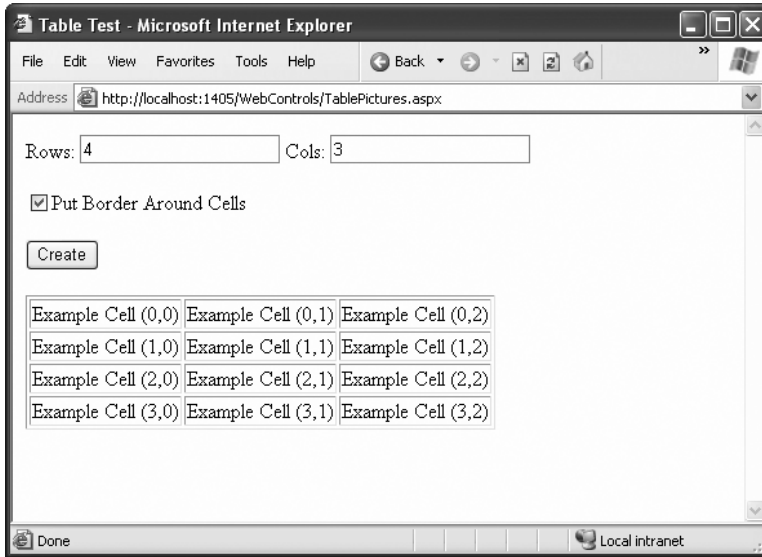 Table Test - Microsoft Internet Explorer
File Edit View Favorites Tools Help Back »
Address http://localhost:1405/WebControls/TablePictures.aspx
Rows: 4 Cols: 3
Put Border Around Cells
Create
Example Cell (0,0) Example Cell (0,1) Example Cell (0,2)
Example Cell (1,0) Example Cell (1,1) Example Cell (1,2)
Example Cell (2,0) Example Cell (2,1) Example Cell (2,2)
Example Cell (3,0) Example Cell (3,1) Example Cell (3,2)
Done Local intranet